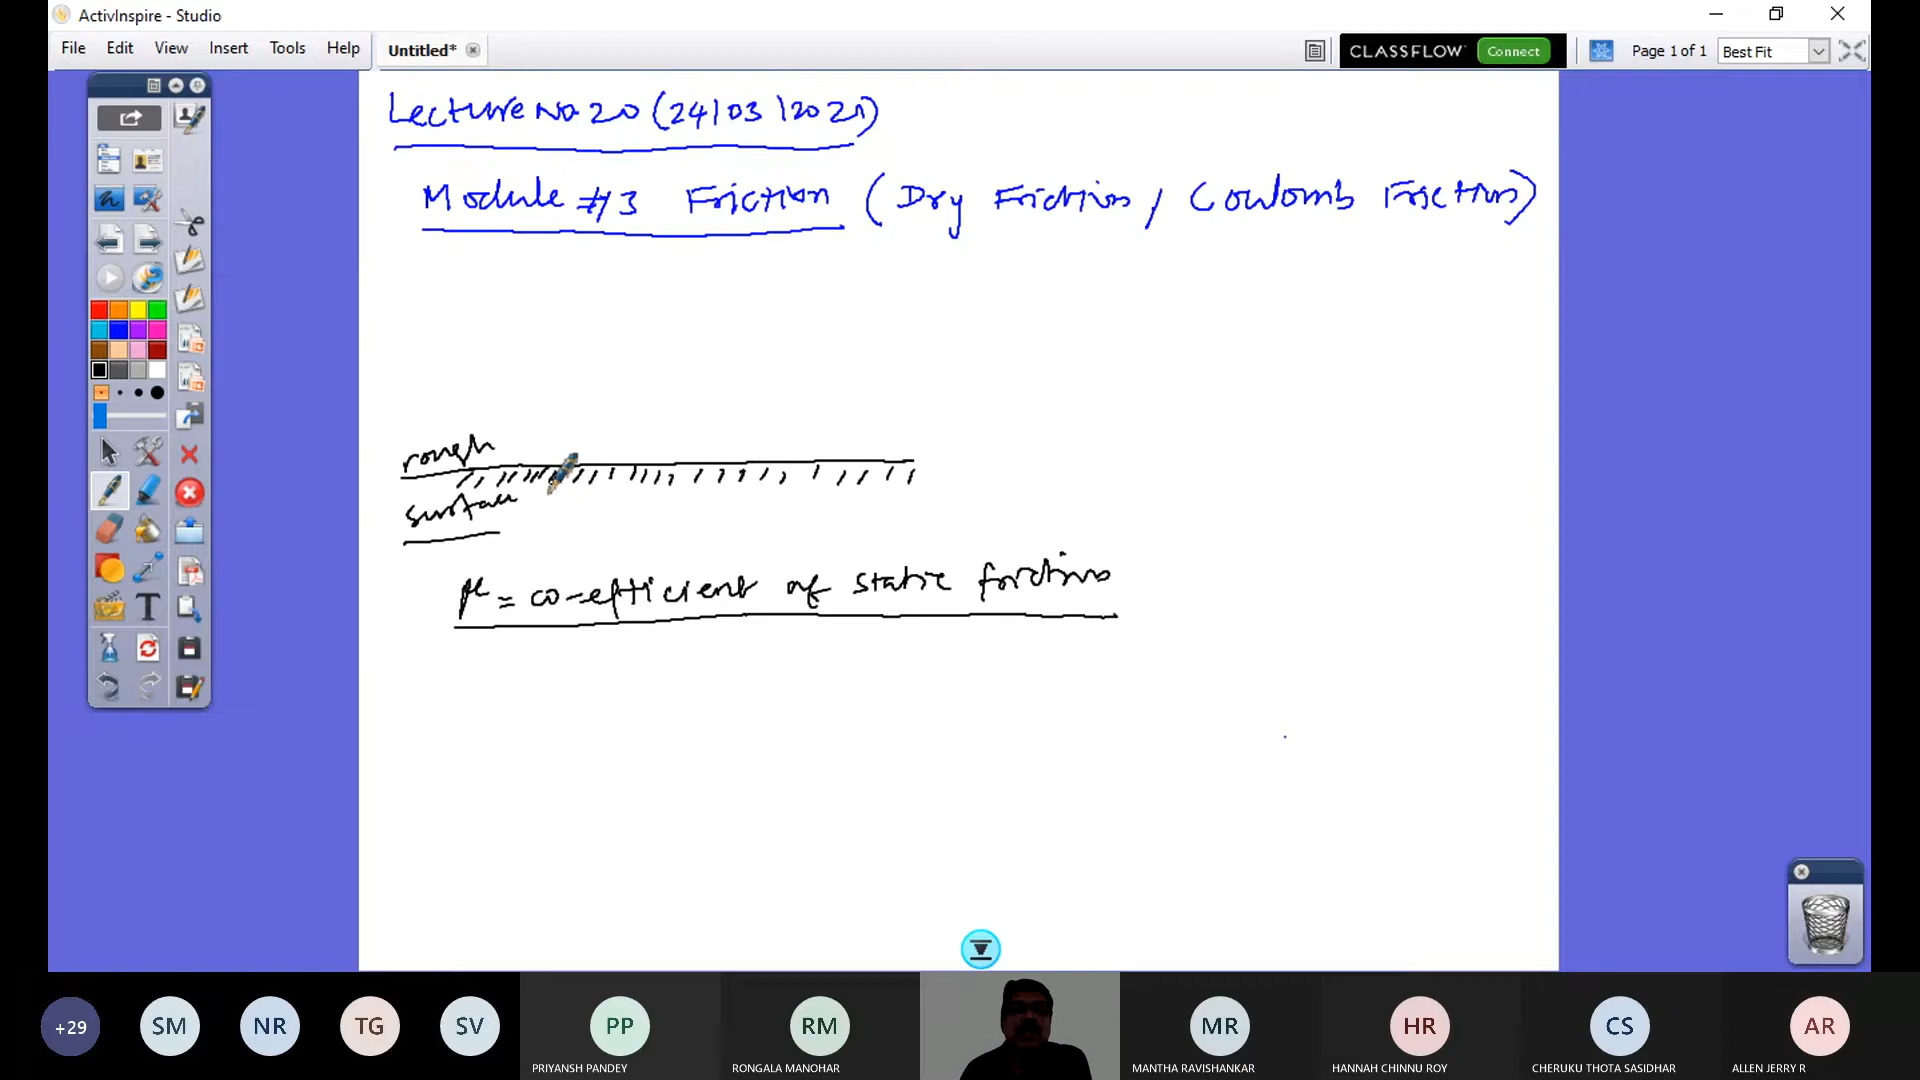 ActivInspire - Studio
File Edit View Insert Tools Help Untitled*
CLASSFLOW Connect Page 1 of 1 Best Fit
Lecture No 20 (24/03/2021)
Module #3 Friction (Dry Friction / Coulomb Friction)
rough
surface
μ = co-efficient of static friction
+29 SM NR TG SV PP RM MR HR CS AR
PRIYANSH PANDEY RONGALA MANOHAR MANTHA RAVISHANKAR HANNAH CHINNU ROY CHERUKU THOTA SASIDHAR ALLEN JERRY R